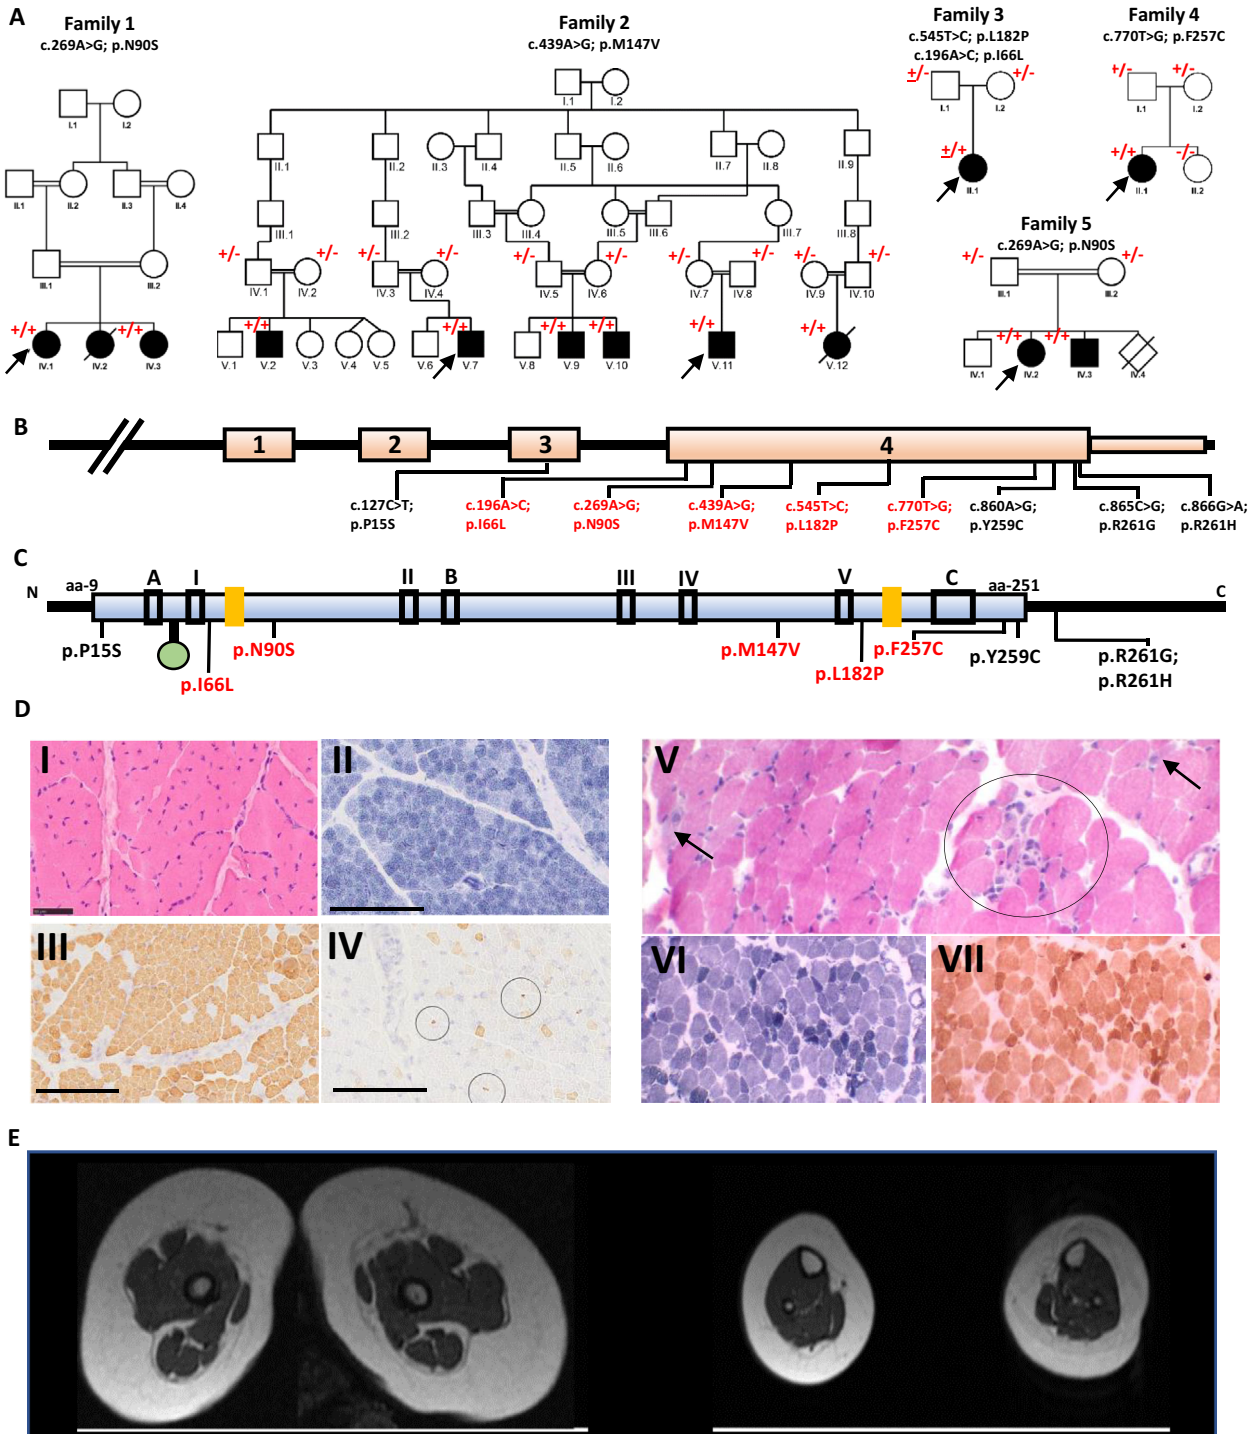 A
Family 1
c.269A>G; p.N90S
I.1
I.2
II.1
II.2
II.3
II.4
III.1
III.2
+/+
+/+
IV.1
IV.2
IV.3
Family 2
c.439A>G; p.M147V
I.1
I.2
II.1
II.2
II.3
II.4
II.5
II.6
II.7
II.8
II.9
III.1
III.2
III.3
III.4
III.5
III.6
III.7
III.8
+/-
+/-
+/-
+/-
+/-
+/-
+/-
+/-
+/-
+/-
IV.1
IV.2
IV.3
IV.4
IV.5
IV.6
IV.7
IV.8
IV.9
IV.10
+/+
+/+
+/+
+/+
+/+
+/+
V.1
V.2
V.3
V.4
V.5
V.6
V.7
V.8
V.9
V.10
V.11
V.12
Family 3
c.545T>C; p.L182P
c.196A>C; p.I66L
±/-
+/-
I.1
I.2
±/+
II.1
Family 4
c.770T>G; p.F257C
+/-
+/-
I.1
I.2
+/+
-/-
II.1
II.2
Family 5
c.269A>G; p.N90S
+/-
+/-
III.1
III.2
+/+
+/+
IV.1
IV.2
IV.3
IV.4
B
1
2
3
4
c.127C>T;
p.P15S
c.196A>C;
p.I66L
c.269A>G;
p.N90S
c.439A>G;
p.M147V
c.545T>C;
p.L182P
c.770T>G;
p.F257C
c.860A>G;
p.Y259C
c.865C>G;
p.R261G
c.866G>A;
p.R261H
C
N
aa-9
A
I
II
B
III
IV
V
C
aa-251
C
p.P15S
p.I66L
p.N90S
p.M147V
p.L182P
p.F257C
p.Y259C
p.R261G;
p.R261H
D
I
II
III
IV
V
VI
VII
E